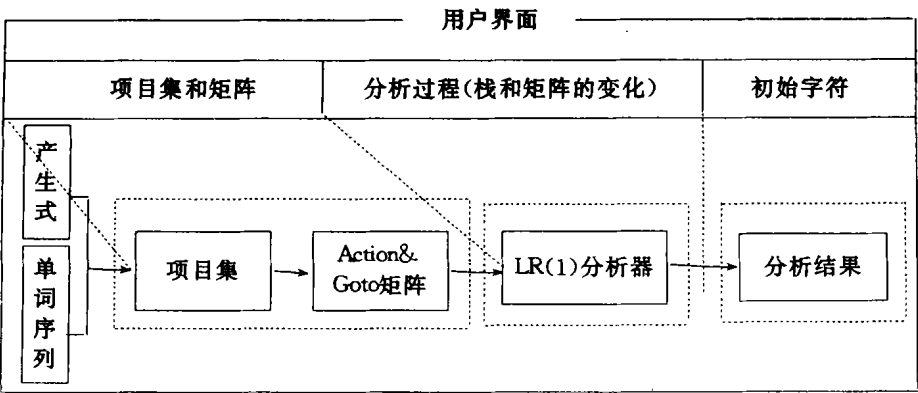 用户界面
项目集和矩阵
分析过程(栈和矩阵的变化)
初始字符
产生式
单词序列
项目集
Action&
Goto矩阵
LR(1)分析器
分析结果